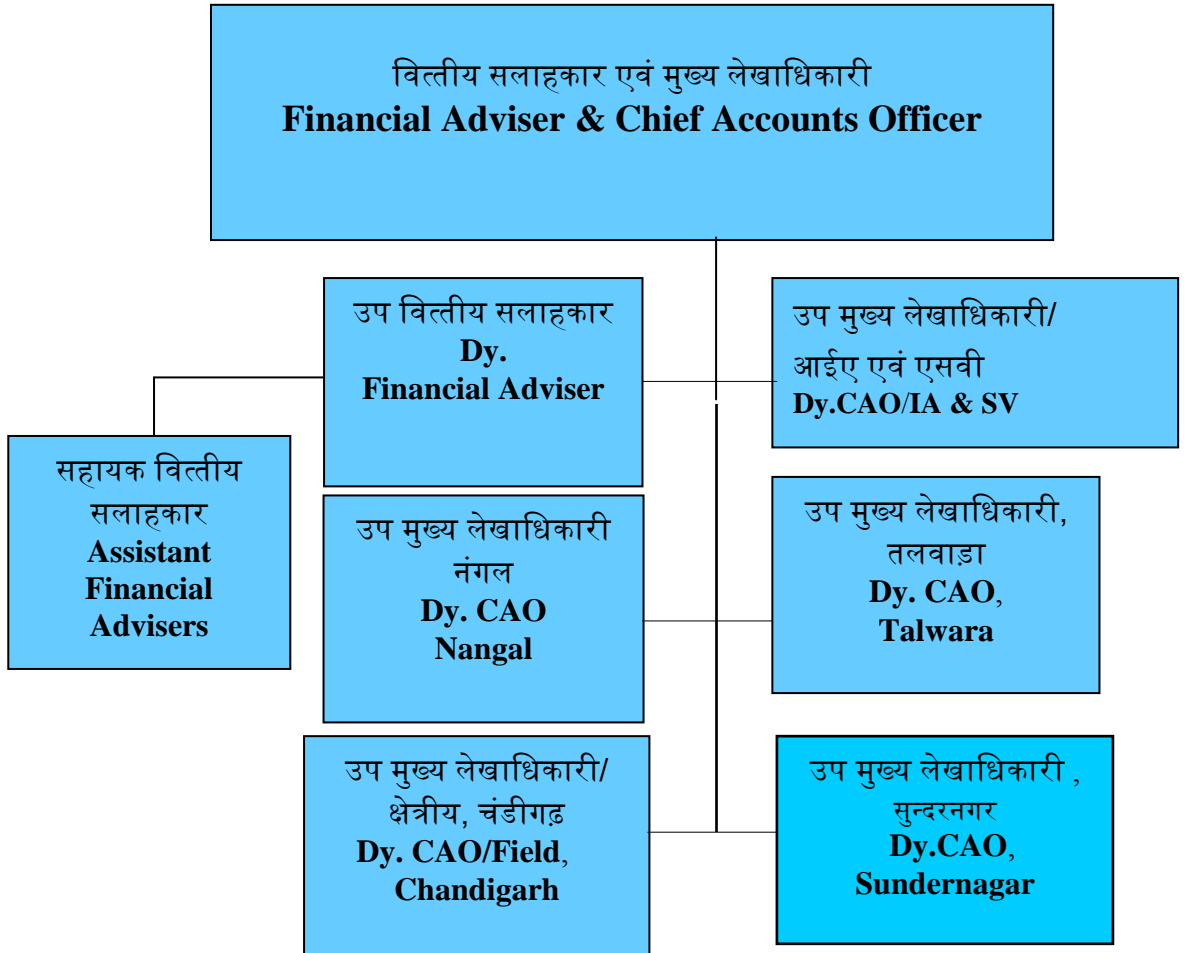 वित्तीय सलाहकार एवं मुख्य लेखाधिकारी
Financial Adviser & Chief Accounts Officer
उप वित्तीय सलाहकार
Dy.
Financial Adviser
उप मुख्य लेखाधिकारी/
आईए एवं एसवी
Dy.CAO/IA & SV
सहायक वित्तीय
सलाहकार
Assistant
Financial
Advisers
उप मुख्य लेखाधिकारी
नंगल
Dy. CAO
Nangal
उप मुख्य लेखाधिकारी,
तलवाड़ा
Dy. CAO,
Talwara
उप मुख्य लेखाधिकारी/
क्षेत्रीय, चंडीगढ़
Dy. CAO/Field,
Chandigarh
उप मुख्य लेखाधिकारी ,
सुन्दरनगर
Dy.CAO,
Sundernagar